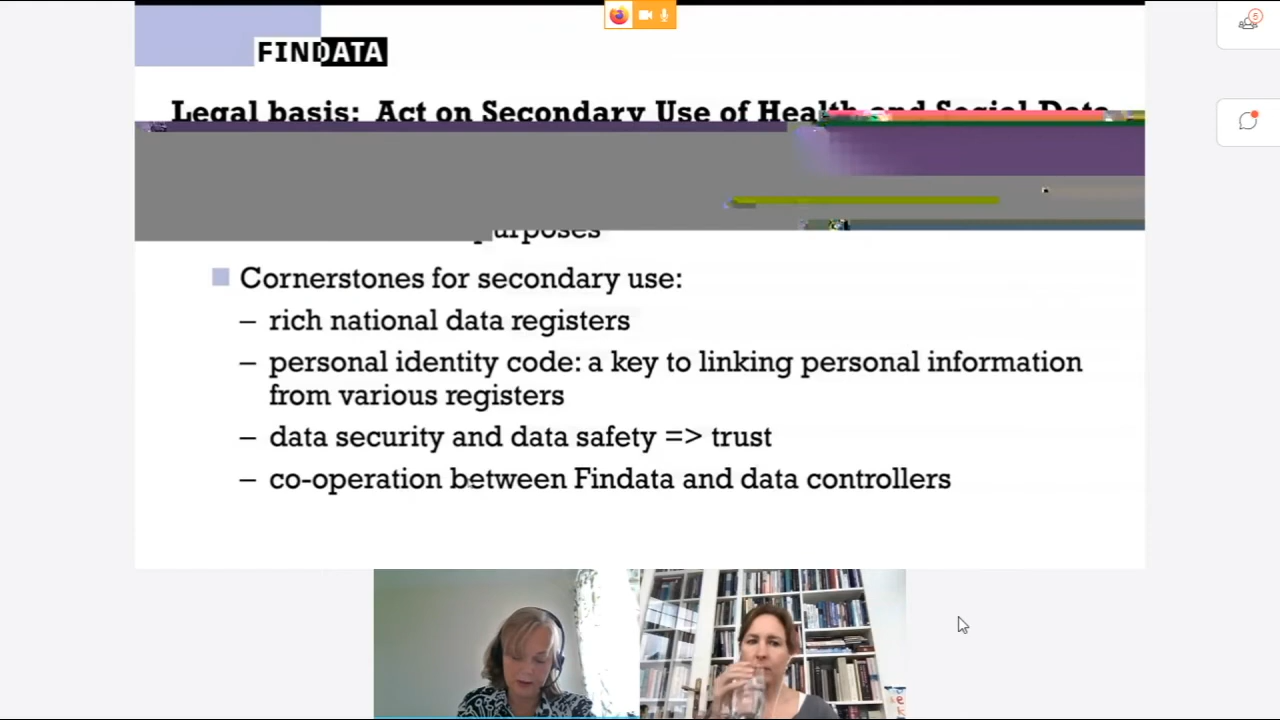 FINDATA
Legal basis: Act on Secondary Use of Health and Social Data
purposes
Cornerstones for secondary use:
– rich national data registers
– personal identity code: a key to linking personal information
from various registers
– data security and data safety => trust
– co-operation between Findata and data controllers
5